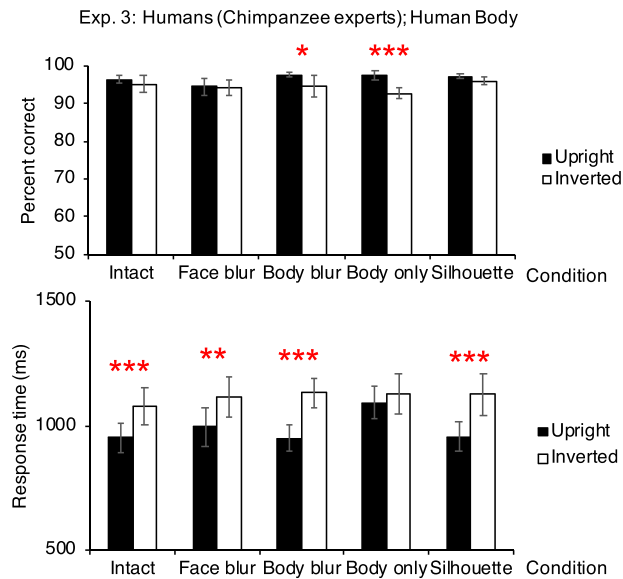 Exp. 3: Humans (Chimpanzee experts); Human Body
* ***
100
90
80
70
60
50
Percent correct
Upright
Inverted
Intact Face blur Body blur Body only Silhouette Condition
1500
1000
500
Response time (ms)
*** ** *** ***
Upright
Inverted
Intact Face blur Body blur Body only Silhouette Condition